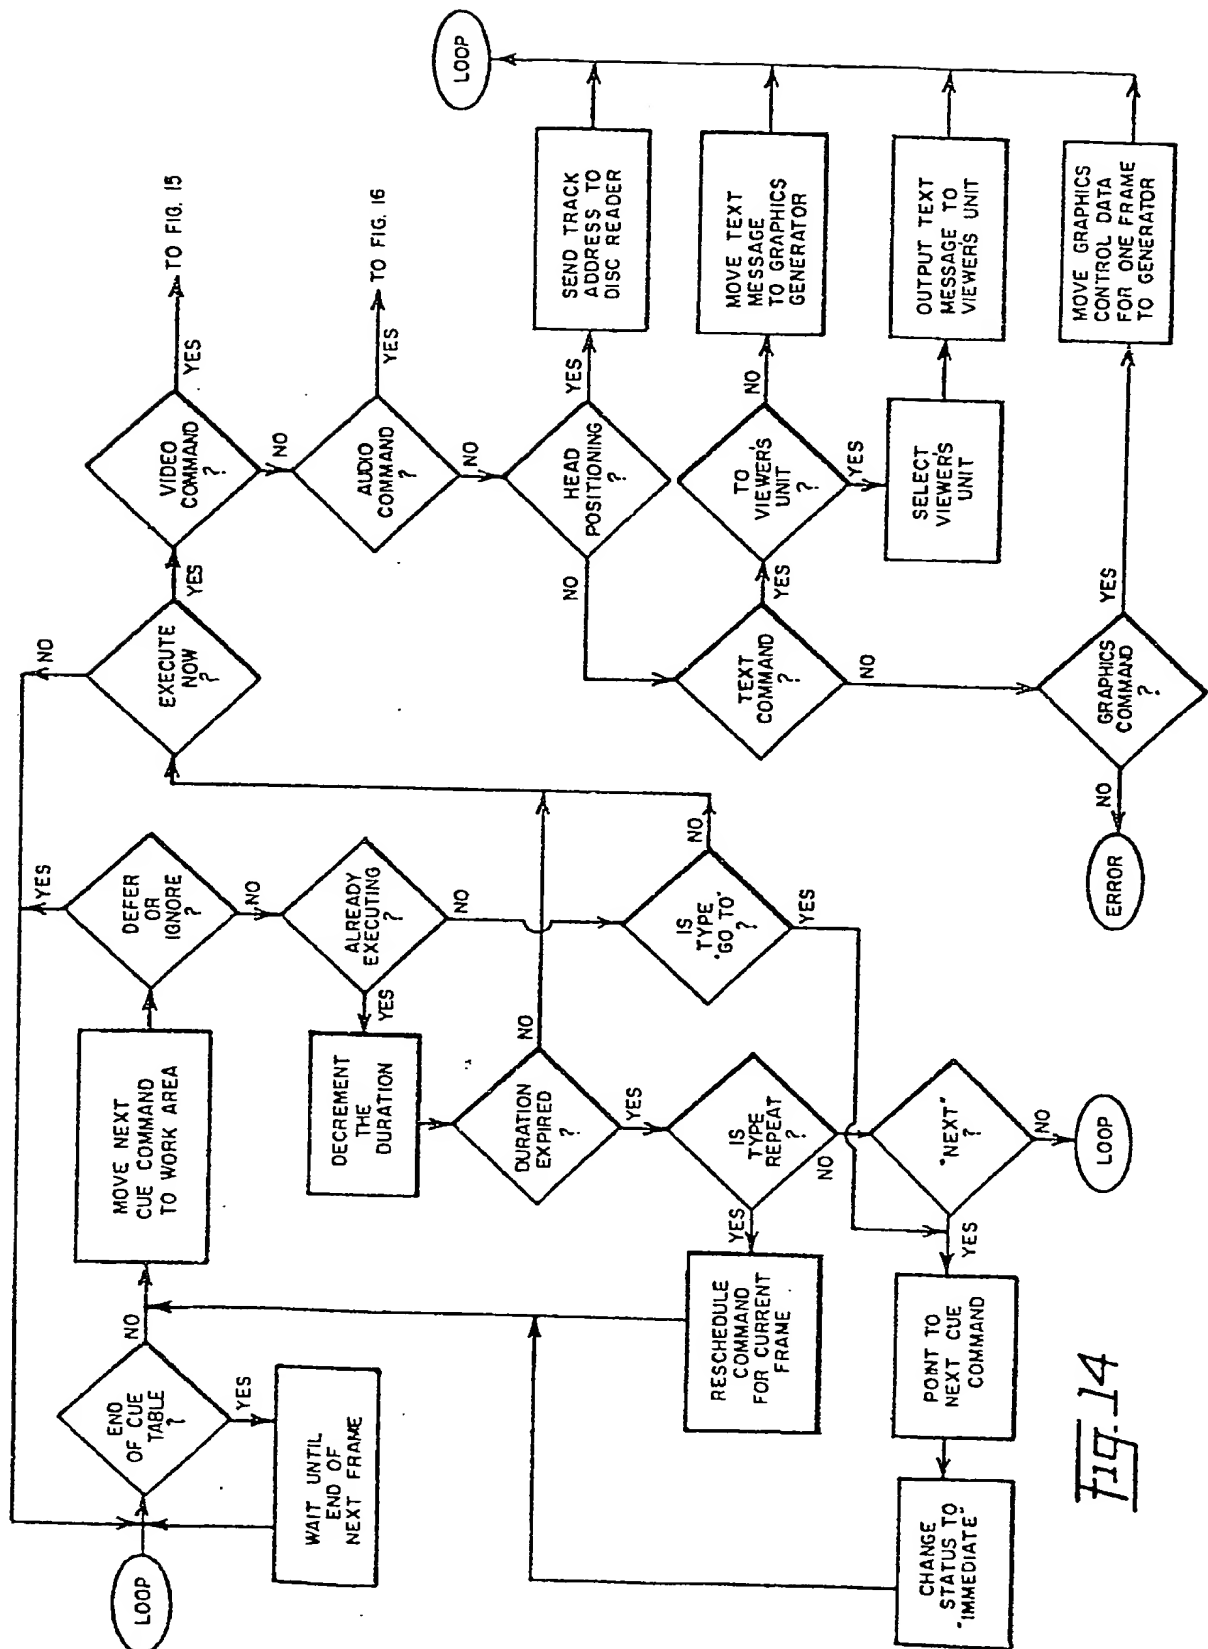 LOOP
END
OF CUE
TABLE
?
NO
YES
WAIT UNTIL
END OF
NEXT FRAME
MOVE NEXT
CUE COMMAND
TO WORK AREA
DEFER
OR
IGNORE
?
YES
NO
ALREADY
EXECUTING
?
YES
NO
DECREMENT
THE
DURATION
DURATION
EXPIRED
?
NO
YES
IS
TYPE
REPEAT
?
YES
NO
RESCHEDULE
COMMAND
FOR CURRENT
FRAME
IS
TYPE
"GO TO"
?
NO
YES
"NEXT"
?
NO
LOOP
YES
POINT TO
NEXT CUE
COMMAND
CHANGE
STATUS TO
"IMMEDIATE"
EXECUTE
NOW
?
NO
YES
VIDEO
COMMAND
?
YES
TO FIG. 15
NO
AUDIO
COMMAND
?
YES
TO FIG. 16
NO
HEAD
POSITIONING
?
YES
SEND TRACK
ADDRESS TO
DISC READER
NO
TEXT
COMMAND
?
YES
TO
VIEWER'S
UNIT
?
NO
MOVE TEXT
MESSAGE
TO GRAPHICS
GENERATOR
YES
SELECT
VIEWER'S
UNIT
OUTPUT TEXT
MESSAGE TO
VIEWER'S UNIT
NO
GRAPHICS
COMMAND
?
YES
MOVE GRAPHICS
CONTROL DATA
FOR ONE FRAME
TO GENERATOR
NO
ERROR
LOOP
Fig. 14